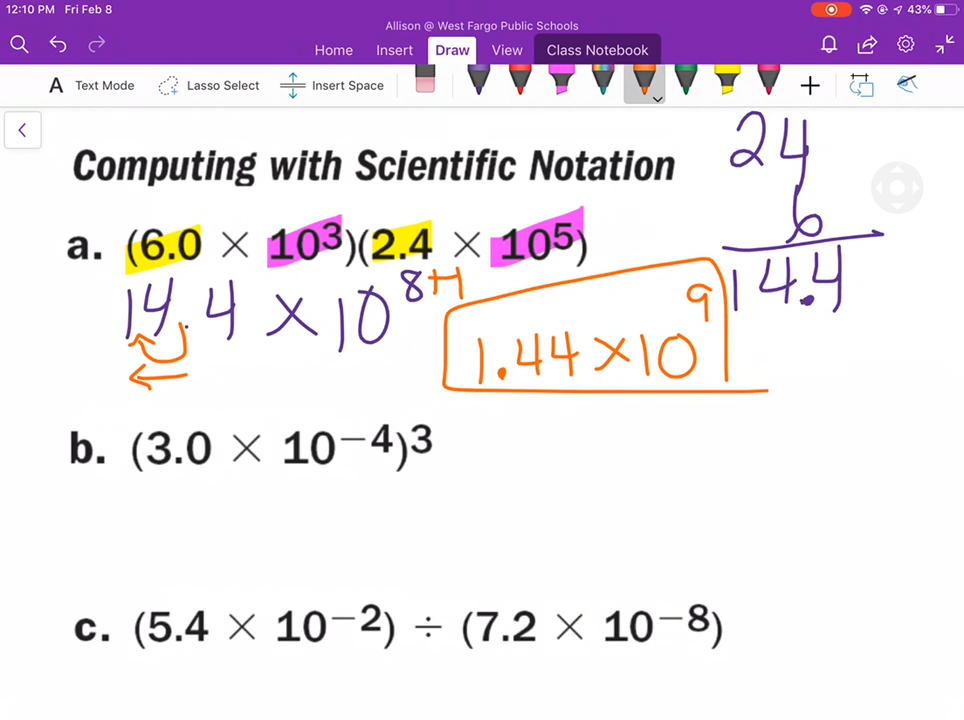 12:10 PM Fri Feb 8
43%
Allison @ West Fargo Public Schools
Home Insert Draw View Class Notebook
A Text Mode Lasso Select Insert Space
Computing with Scientific Notation
24
6
14.4
a. (6.0 × 10³)(2.4 × 10⁵)
14.4 × 10⁸⁺¹
1.44 × 10⁹
b. (3.0 × 10⁻⁴)³
c. (5.4 × 10⁻²) ÷ (7.2 × 10⁻⁸)